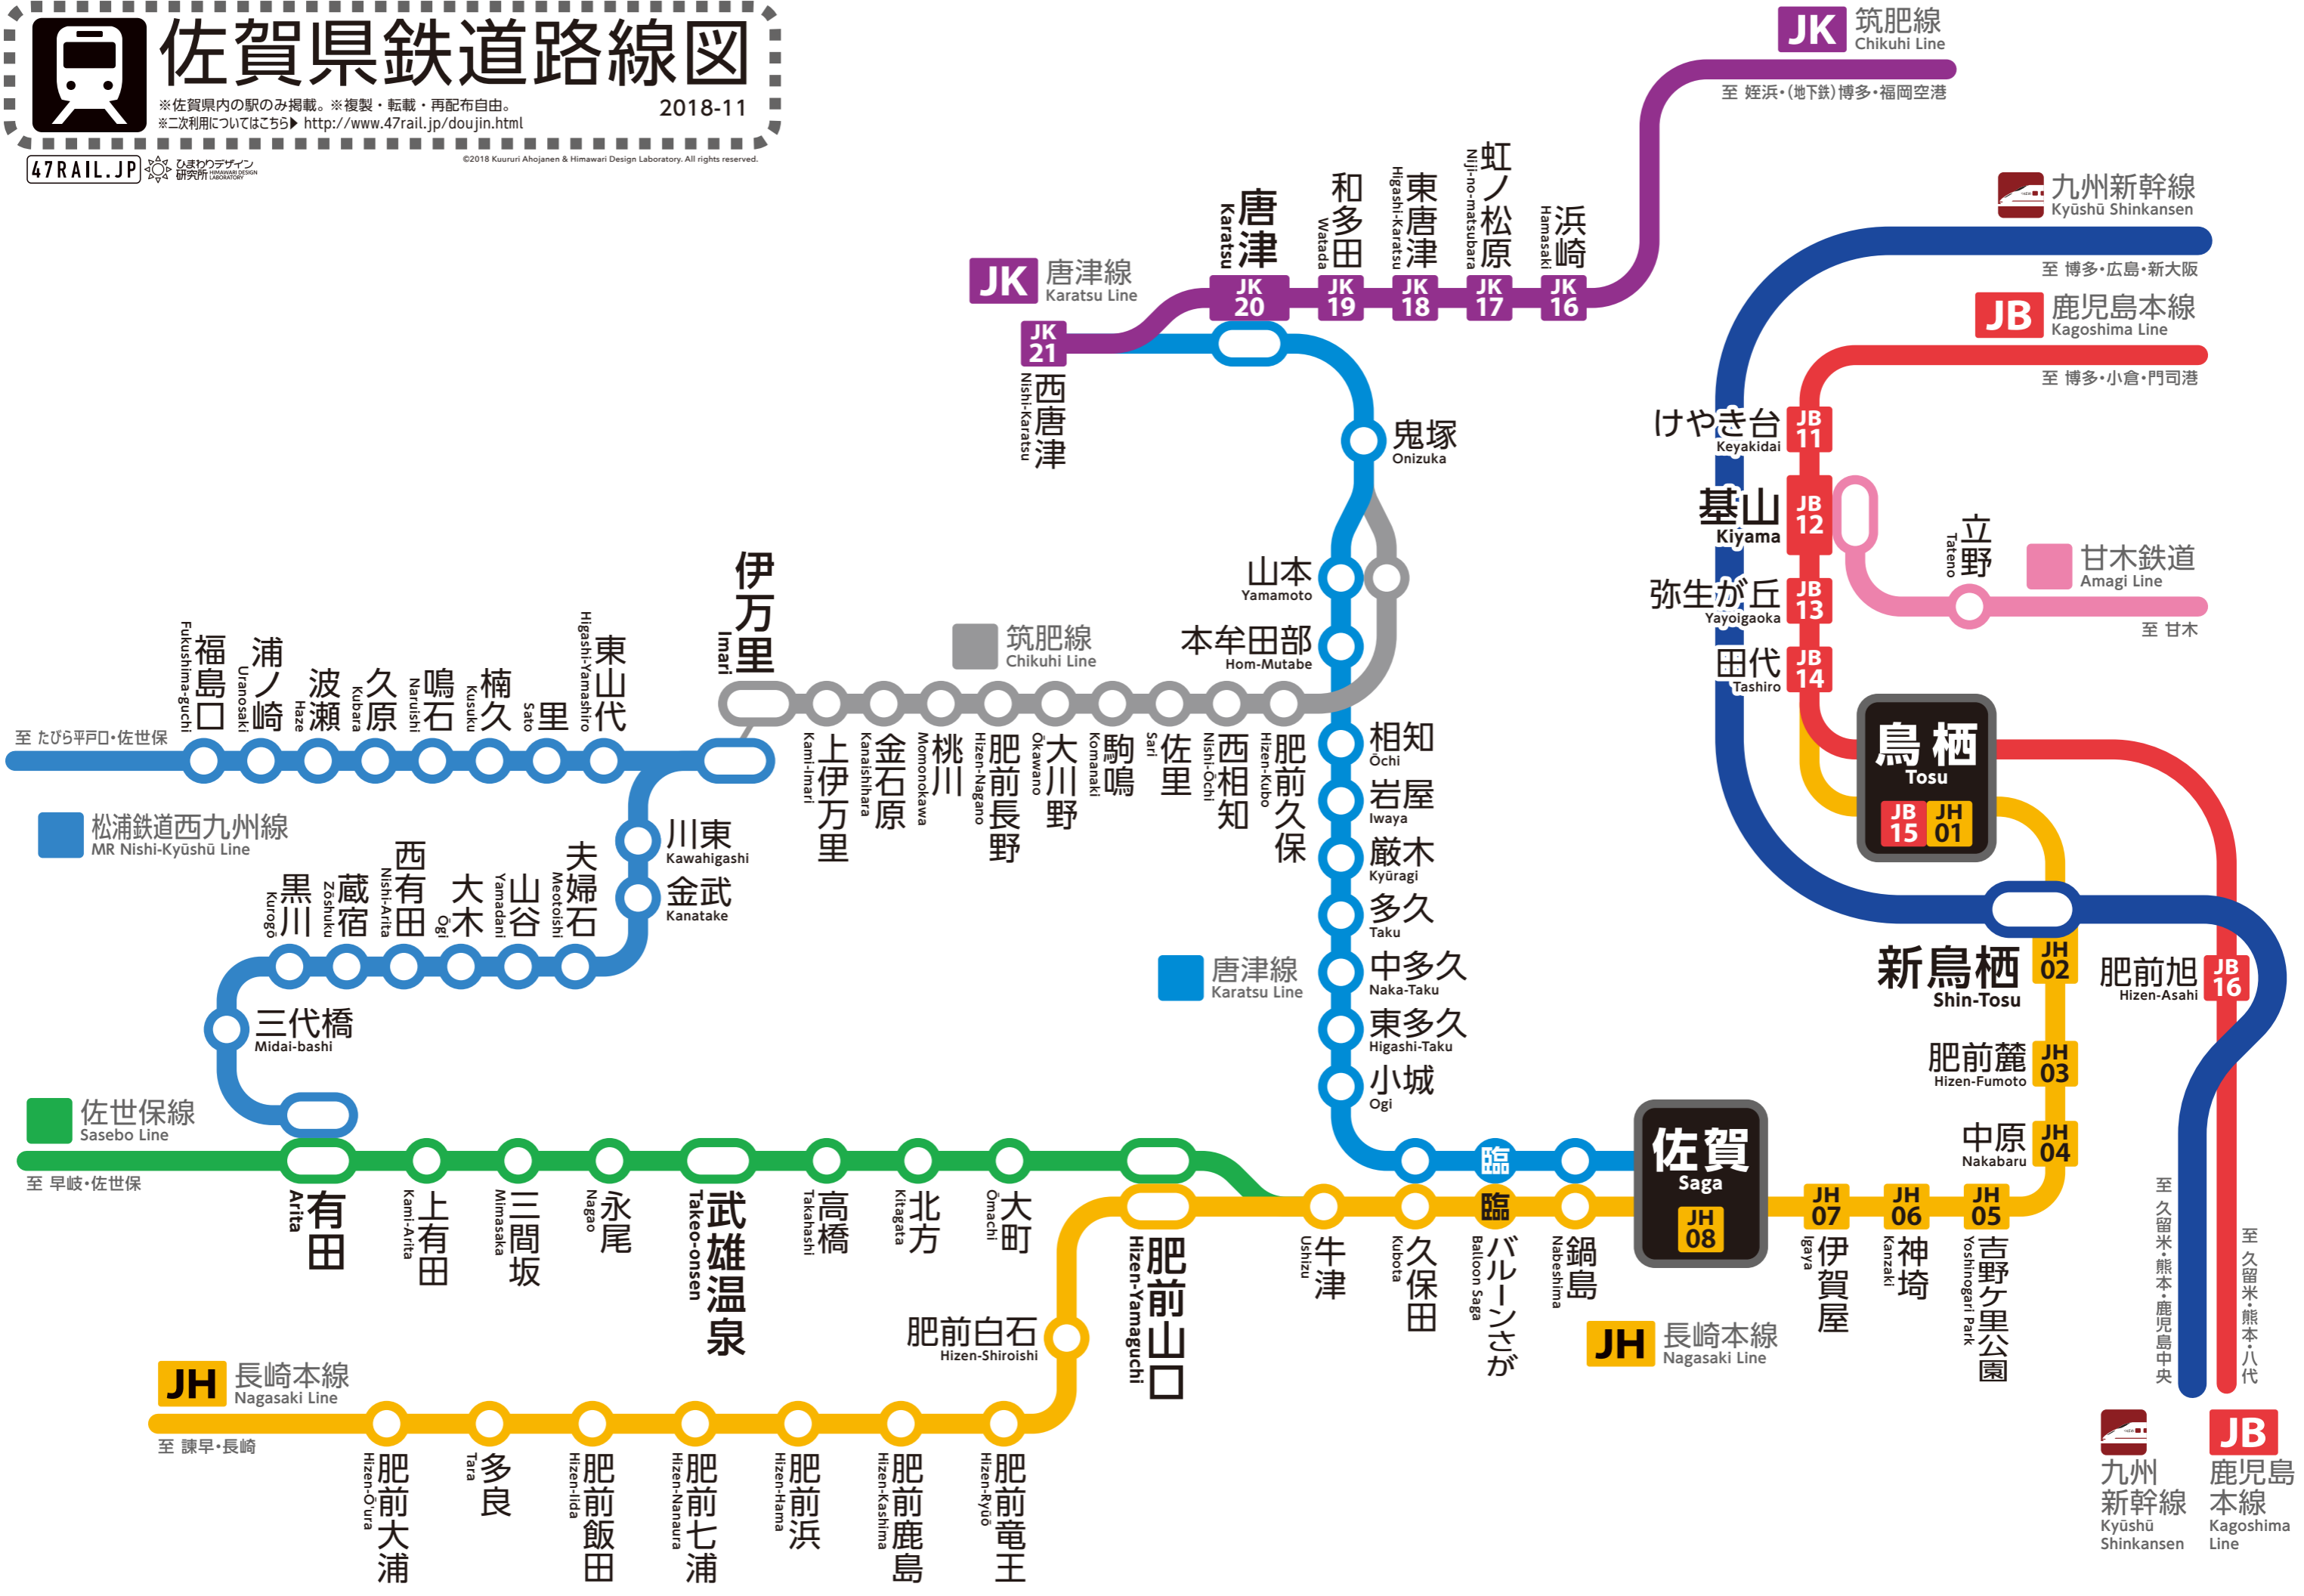 佐賀県鉄道路線図
※佐賀県内の駅のみ掲載。※複製・転載・再配布自由。
※二次利用についてはこちら▶ http://www.47rail.jp/doujin.html
2018-11
47RAIL.JP
ひまわりデザイン
研究所 HIMAWARI DESIGN LABORATORY
©2018 Kuururi Ahojanen & Himawari Design Laboratory. All rights reserved.
JK 筑肥線
Chikuhi Line
至 姪浜・(地下鉄)博多・福岡空港
九州新幹線
Kyūshū Shinkansen
至 博多・広島・新大阪
JB 鹿児島本線
Kagoshima Line
至 博多・小倉・門司港
JK 唐津線
Karatsu Line
JK 21
西唐津
Nishi-Karatsu
唐津
Karatsu
JK 20
和多田
Watada
JK 19
東唐津
Higashi-Karatsu
JK 18
虹ノ松原
Niji-no-matsubara
JK 17
浜崎
Hamasaki
JK 16
鬼塚
Onizuka
山本
Yamamoto
本牟田部
Hom-Mutabe
相知
Ōchi
岩屋
Iwaya
厳木
Kyūragi
多久
Taku
中多久
Naka-Taku
東多久
Higashi-Taku
小城
Ogi
唐津線
Karatsu Line
けやき台
Keyakidai
JB 11
基山
Kiyama
JB 12
弥生が丘
Yayoigaoka
JB 13
田代
Tashiro
JB 14
立野
Tateno
甘木鉄道
Amagi Line
至 甘木
鳥栖
Tosu
JB 15
JH 01
新鳥栖
Shin-Tosu
JH 02
肥前旭
Hizen-Asahi
JB 16
肥前麓
Hizen-Fumoto
JH 03
中原
Nakabaru
JH 04
吉野ケ里公園
Yoshinogari Park
JH 05
神埼
Kanzaki
JH 06
伊賀屋
Igaya
JH 07
佐賀
Saga
JH 08
JH 長崎本線
Nagasaki Line
至 久留米・熊本・鹿児島中央
至 久留米・熊本・八代
九州
新幹線
Kyūshū
Shinkansen
JB
鹿児島
本線
Kagoshima
Line
筑肥線
Chikuhi Line
伊万里
Imari
上伊万里
Kami-Imari
金石原
Kanaishihara
桃川
Momonokawa
肥前長野
Hizen-Nagano
大川野
Ōkawano
駒鳴
Komanaki
佐里
Sari
西相知
Nishi-Ōchi
肥前久保
Hizen-Kubo
至 たびら平戸口・佐世保
福島口
Fukushima-guchi
浦ノ崎
Uranosaki
波瀬
Haze
久原
Kubara
鳴石
Naruishi
楠久
Kusuku
里
Sato
東山代
Higashi-Yamashiro
松浦鉄道西九州線
MR Nishi-Kyūshū Line
川東
Kawahigashi
金武
Kanatake
夫婦石
Meotoishi
山谷
Yamadani
大木
Ōgi
西有田
Nishi-Arita
蔵宿
Zōshuku
黒川
Kurogō
三代橋
Midai-bashi
佐世保線
Sasebo Line
至 早岐・佐世保
有田
Arita
上有田
Kami-Arita
三間坂
Mimasaka
永尾
Nagao
武雄温泉
Takeo-onsen
高橋
Takahashi
北方
Kitagata
大町
Ōmachi
肥前山口
Hizen-Yamaguchi
牛津
Ushizu
久保田
Kubota
臨
臨
バルーンさが
Balloon Saga
鍋島
Nabeshima
肥前白石
Hizen-Shiroishi
JH 長崎本線
Nagasaki Line
至 諫早・長崎
肥前大浦
Hizen-Ō'ura
多良
Tara
肥前飯田
Hizen-Iida
肥前七浦
Hizen-Nanaura
肥前浜
Hizen-Hama
肥前鹿島
Hizen-Kashima
肥前竜王
Hizen-Ryūō